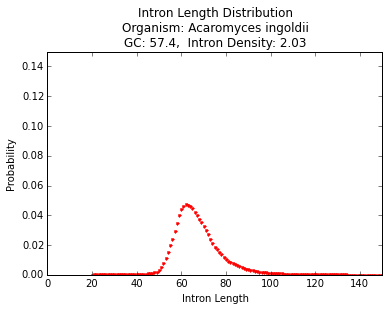 Intron Length Distribution
Organism: Acaromyces ingoldii
GC: 57.4,  Intron Density: 2.03
0.14
0.12
0.10
0.08
0.06
0.04
0.02
0.00
Probability
0 20 40 60 80 100 120 140
Intron Length